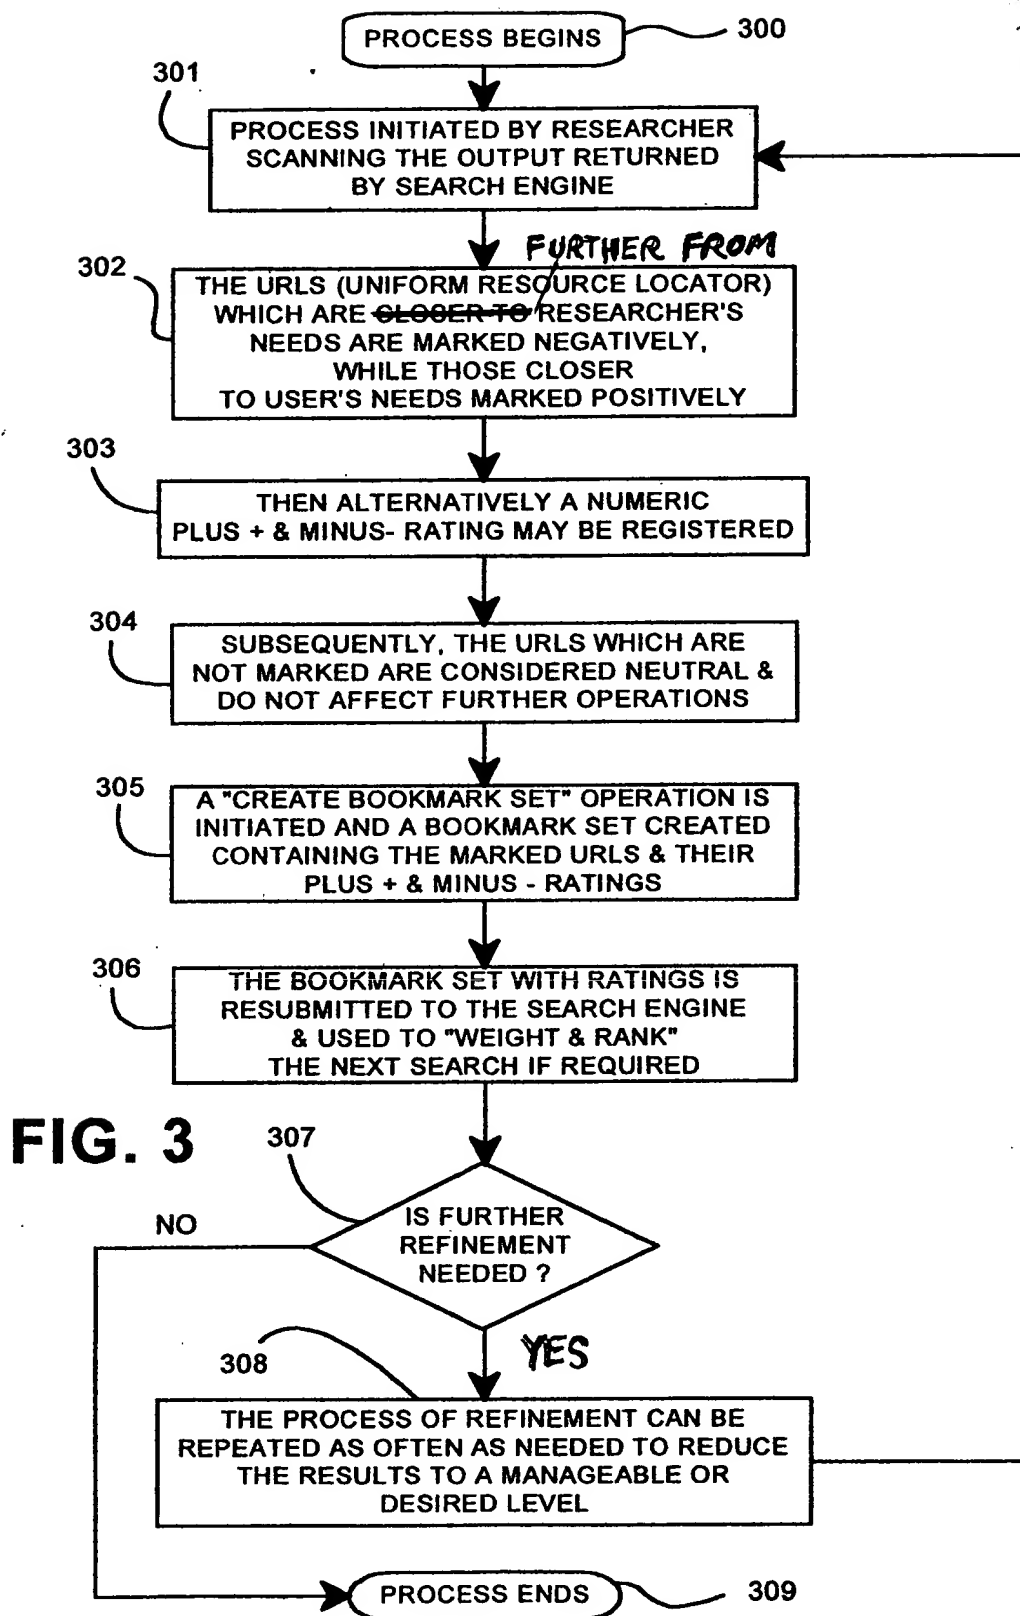 PROCESS BEGINS
300
301
PROCESS INITIATED BY RESEARCHER
SCANNING THE OUTPUT RETURNED
BY SEARCH ENGINE
FURTHER FROM
302
THE URLS (UNIFORM RESOURCE LOCATOR)
WHICH ARE CLOSER TO RESEARCHER'S
NEEDS ARE MARKED NEGATIVELY,
WHILE THOSE CLOSER
TO USER'S NEEDS MARKED POSITIVELY
303
THEN ALTERNATIVELY A NUMERIC
PLUS + & MINUS- RATING MAY BE REGISTERED
304
SUBSEQUENTLY, THE URLS WHICH ARE
NOT MARKED ARE CONSIDERED NEUTRAL &
DO NOT AFFECT FURTHER OPERATIONS
305
A "CREATE BOOKMARK SET" OPERATION IS
INITIATED AND A BOOKMARK SET CREATED
CONTAINING THE MARKED URLS & THEIR
PLUS + & MINUS - RATINGS
306
THE BOOKMARK SET WITH RATINGS IS
RESUBMITTED TO THE SEARCH ENGINE
& USED TO "WEIGHT & RANK"
THE NEXT SEARCH IF REQUIRED
FIG. 3
307
NO
IS FURTHER
REFINEMENT
NEEDED ?
YES
308
THE PROCESS OF REFINEMENT CAN BE
REPEATED AS OFTEN AS NEEDED TO REDUCE
THE RESULTS TO A MANAGEABLE OR
DESIRED LEVEL
PROCESS ENDS
309